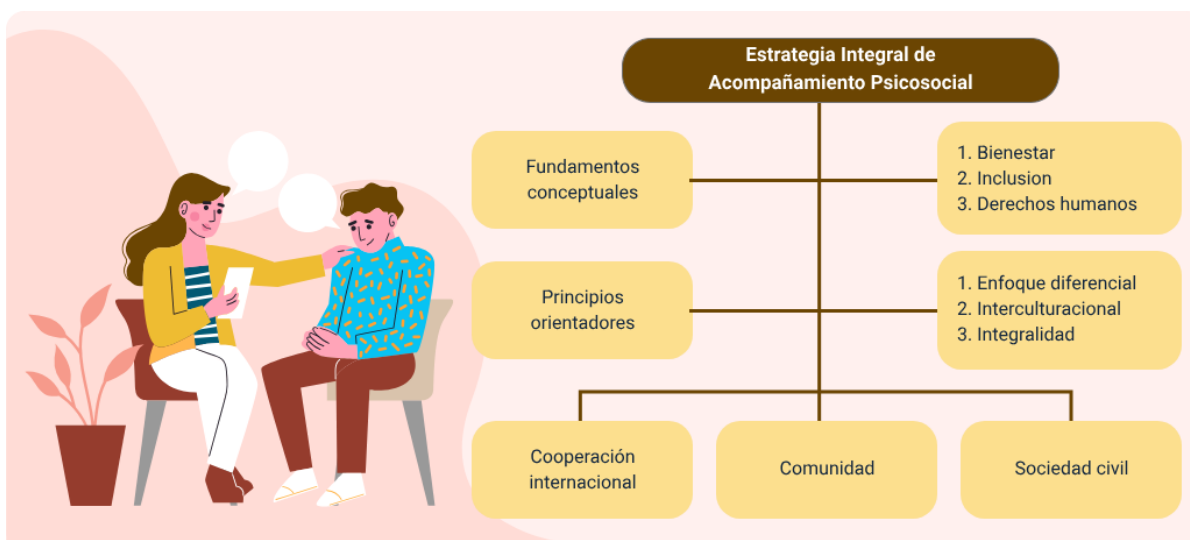 Estrategia Integral de
Acompañamiento Psicosocial
Fundamentos
conceptuales
1. Bienestar
2. Inclusion
3. Derechos humanos
Principios
orientadores
1. Enfoque diferencial
2. Interculturacional
3. Integralidad
Cooperación
internacional
Comunidad
Sociedad civil